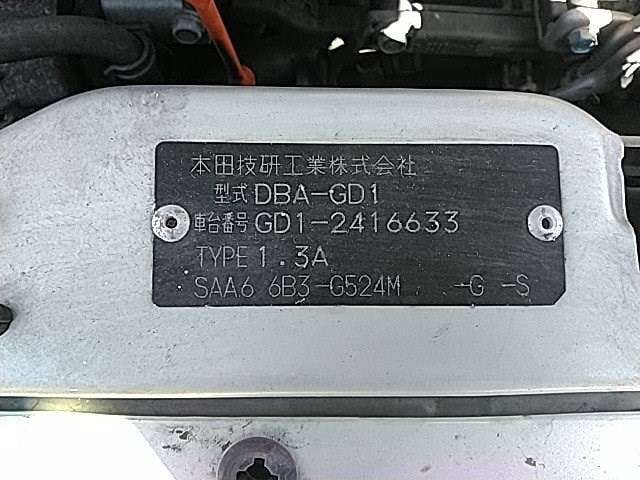 本田技研工業株式会社
型式 DBA-GD1
車台番号 GD1-2416633
TYPE 1.3A
SAA6 6B3-G524M -G -S